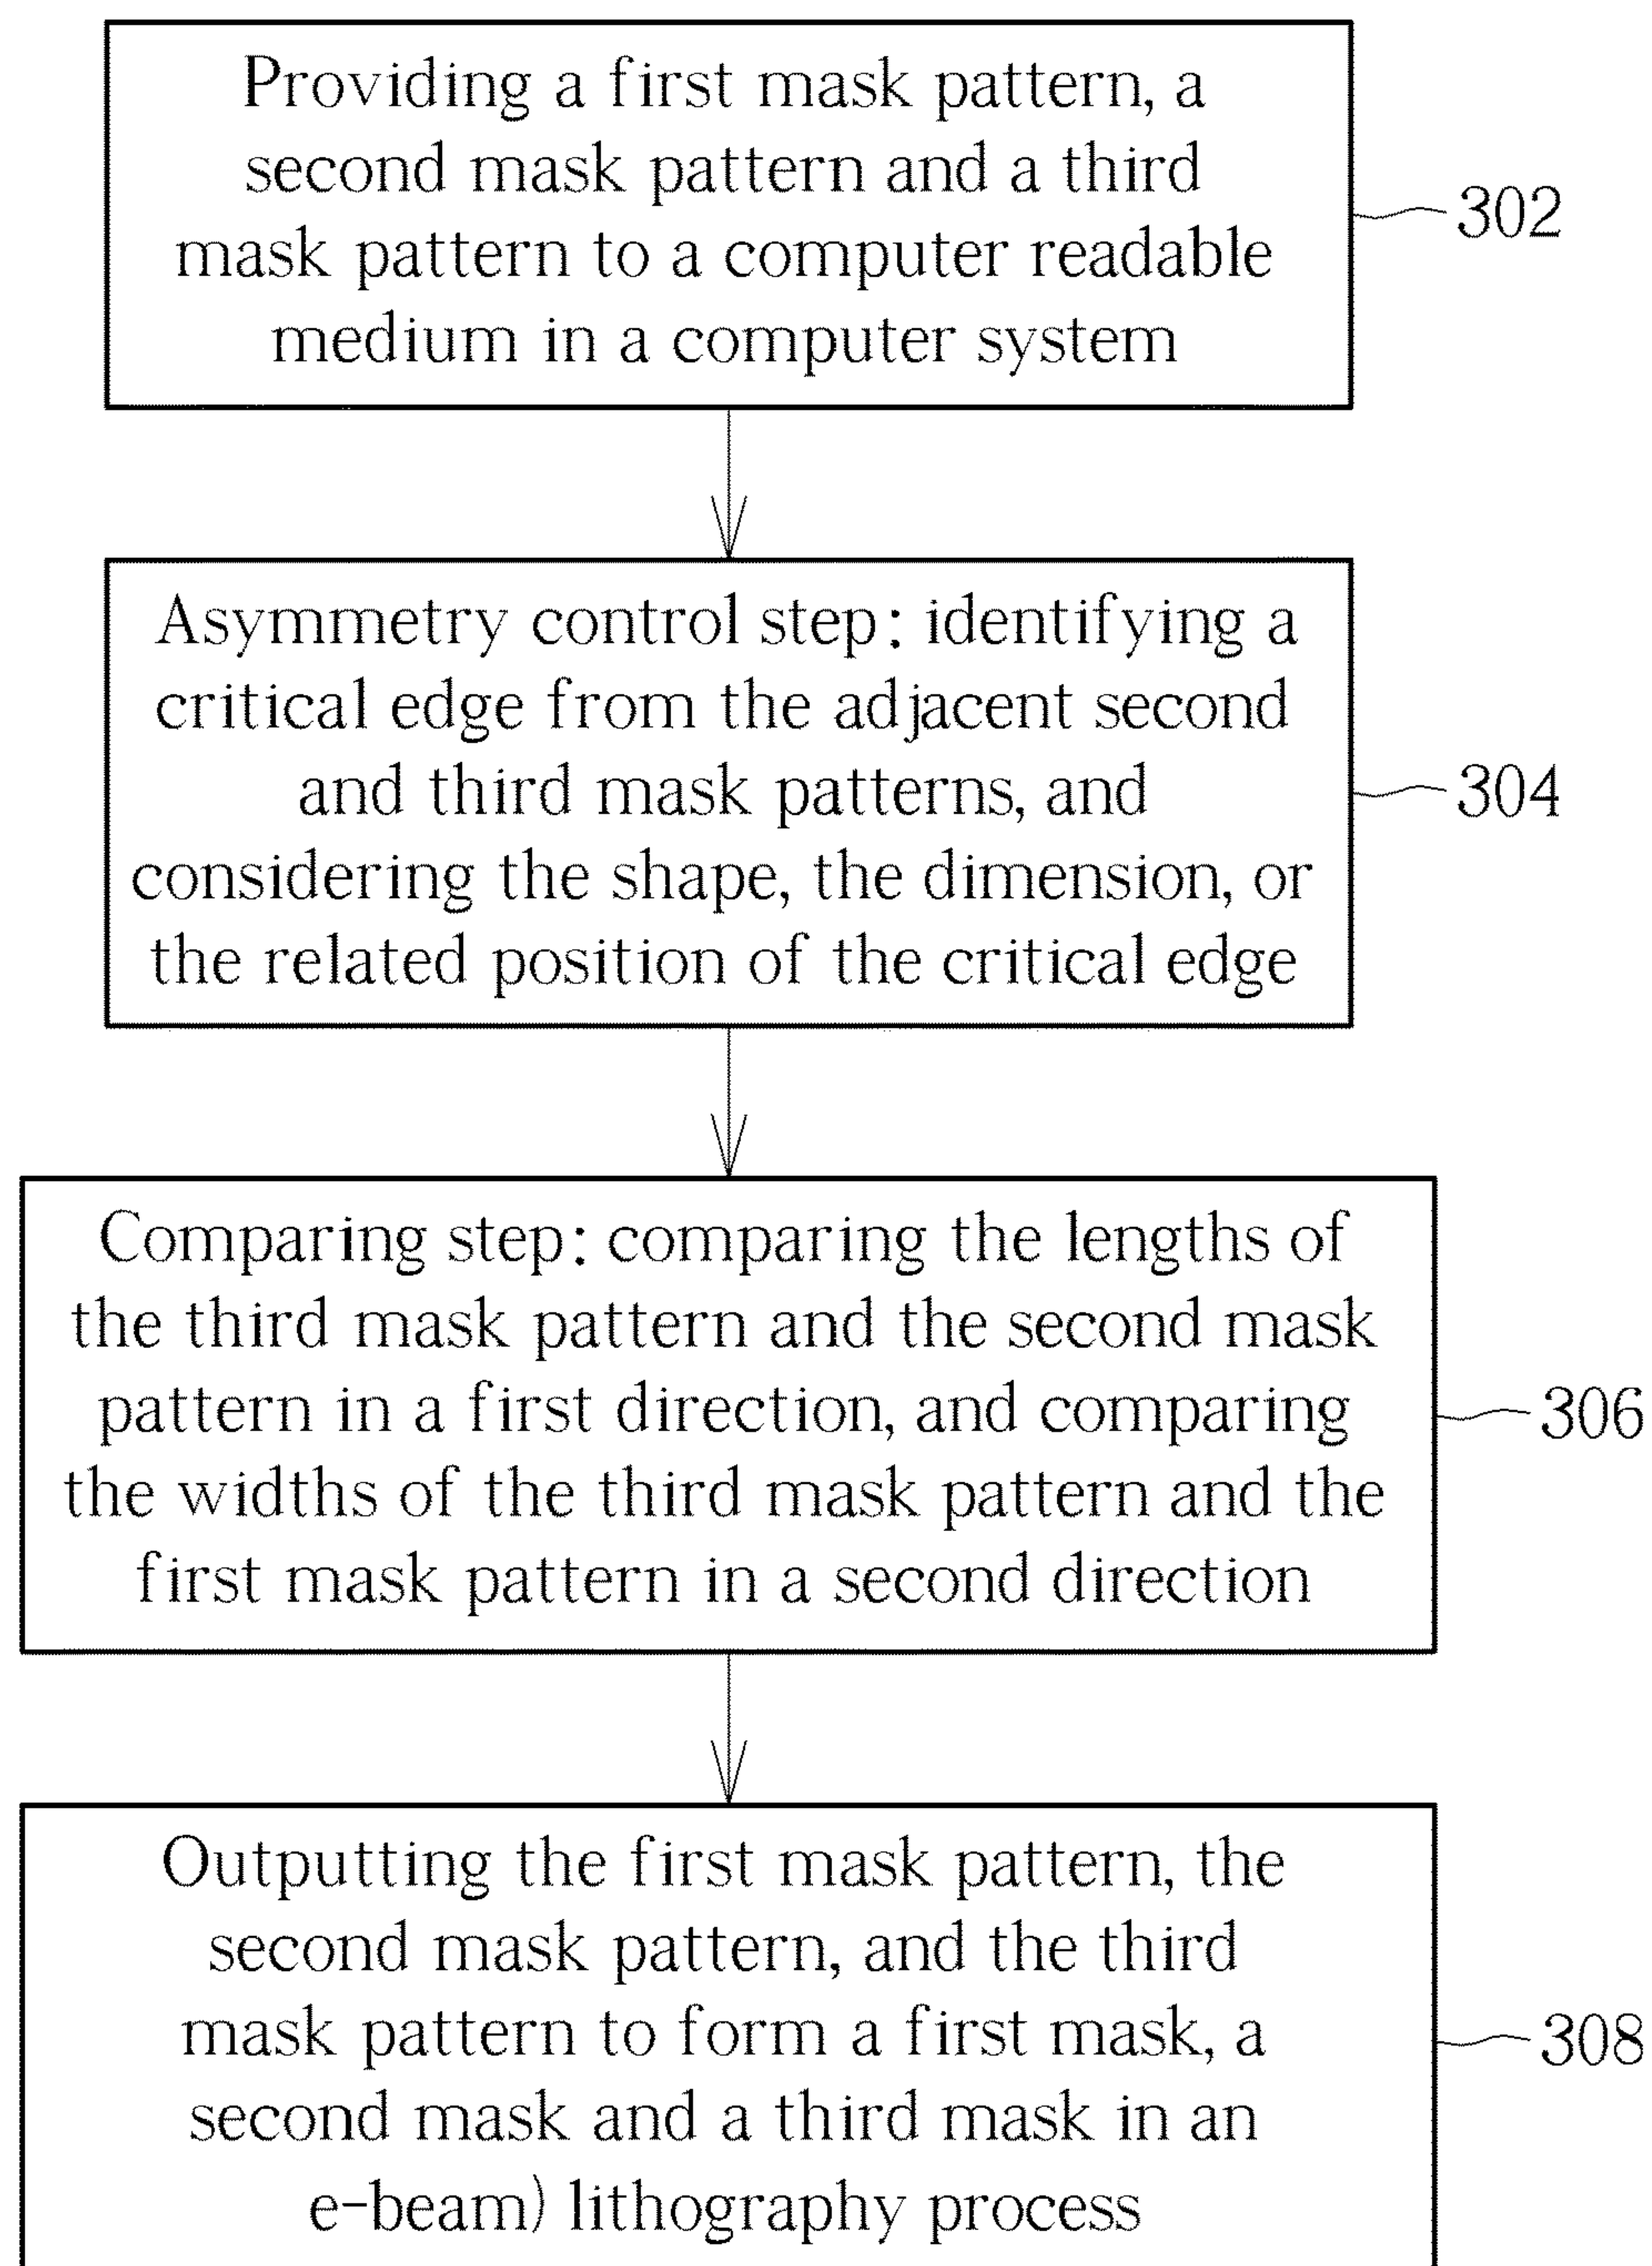 Providing a first mask pattern, a
second mask pattern and a third
mask pattern to a computer readable
medium in a computer system
302
Asymmetry control step: identifying a
critical edge from the adjacent second
and third mask patterns, and
considering the shape, the dimension, or
the related position of the critical edge
304
Comparing step: comparing the lengths of
the third mask pattern and the second mask
pattern in a first direction, and comparing
the widths of the third mask pattern and the
first mask pattern in a second direction
306
Outputting the first mask pattern, the
second mask pattern, and the third
mask pattern to form a first mask, a
second mask and a third mask in an
e-beam) lithography process
308